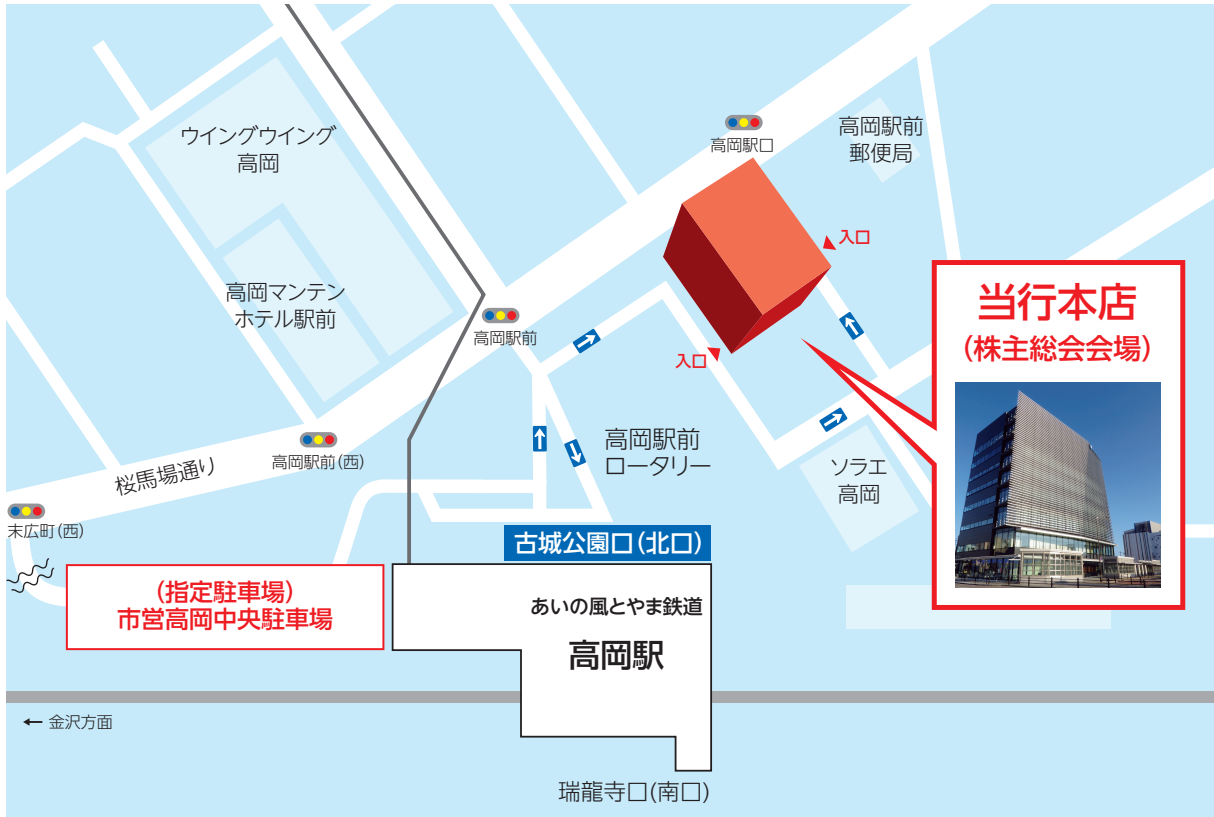 ウイングウイング
高岡
高岡駅口
高岡駅前
郵便局
入口
高岡マンテン
ホテル駅前
高岡駅前
入口
当行本店
(株主総会会場)
高岡駅前(西)
高岡駅前
ロータリー
ソラエ
高岡
桜馬場通り
末広町(西)
古城公園口(北口)
(指定駐車場)
市営高岡中央駐車場
あいの風とやま鉄道
高岡駅
← 金沢方面
瑞龍寺口(南口)